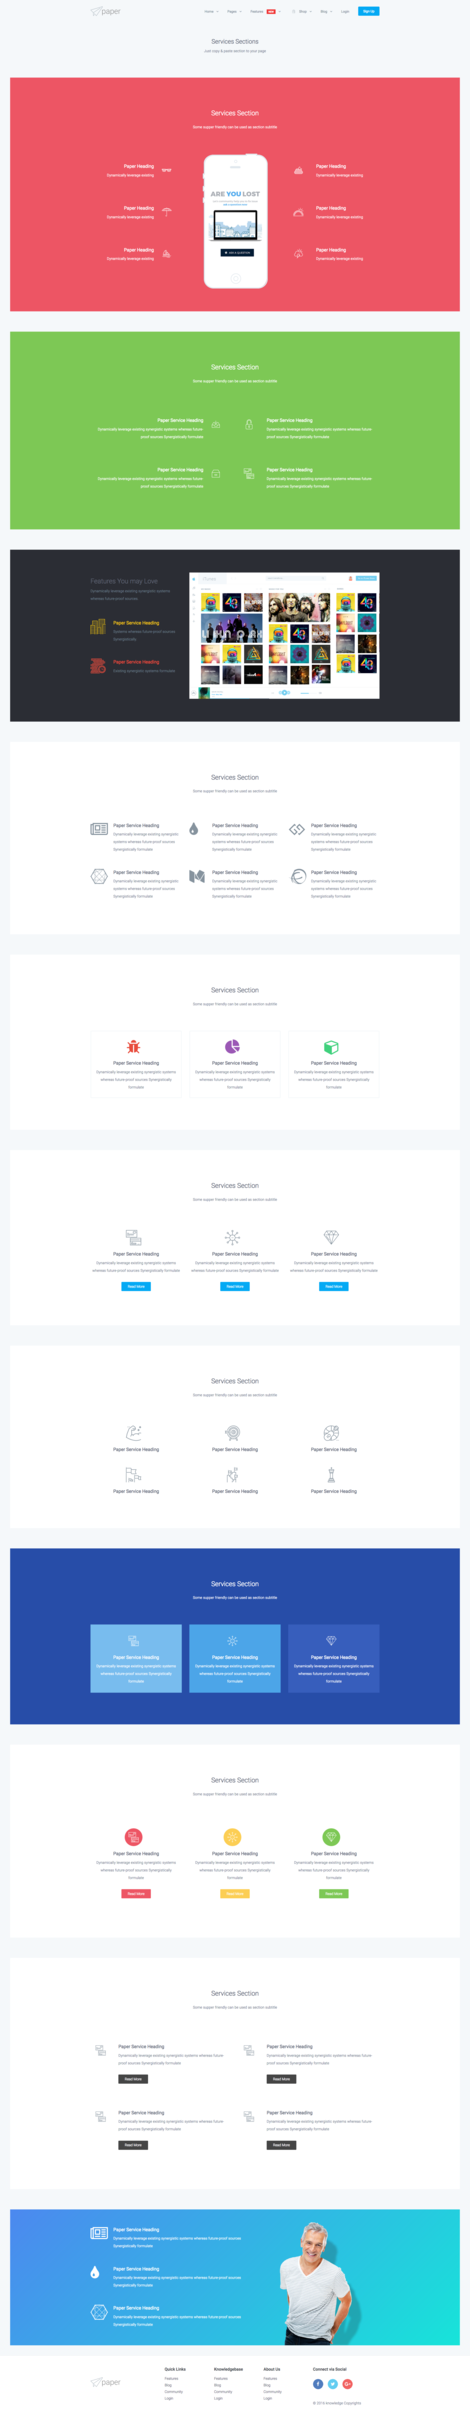 paper
Home Pages Features Shop Blog Login Sign Up
Services Sections
Just copy & paste section to your page.
Services Section
Some supper friendly can be used as section subtitle
Paper Heading
Dynamically leverage existing
Paper Heading
Dynamically leverage existing
Paper Heading
Dynamically leverage existing
ARE YOU LOST
ASK A QUESTION
Paper Heading
Dynamically leverage existing
Paper Heading
Dynamically leverage existing
Paper Heading
Dynamically leverage existing
Services Section
Some supper friendly can be used as section subtitle
Paper Service Heading
Dynamically leverage existing synergistic systems whereas future-
proof sources Synergistically formulate
Paper Service Heading
Dynamically leverage existing synergistic systems whereas future-
proof sources Synergistically formulate
Paper Service Heading
Dynamically leverage existing synergistic systems whereas future-
proof sources Synergistically formulate
Paper Service Heading
Dynamically leverage existing synergistic systems whereas future-
proof sources Synergistically formulate
Features You may Love
Dynamically leverage existing synergistic systems
whereas future-proof sources
Paper Service Heading
Systems whereas future-proof sources
Synergistically
Paper Service Heading
Existing synergistic systems formulate
Services Section
Some supper friendly can be used as section subtitle
Paper Service Heading
Dynamically leverage existing synergistic
systems whereas future-proof sources
Synergistically formulate
Paper Service Heading
Dynamically leverage existing synergistic
systems whereas future-proof sources
Synergistically formulate
Paper Service Heading
Dynamically leverage existing synergistic
systems whereas future-proof sources
Synergistically formulate
Paper Service Heading
Dynamically leverage existing synergistic
systems whereas future-proof sources
Synergistically formulate
Paper Service Heading
Dynamically leverage existing synergistic
systems whereas future-proof sources
Synergistically formulate
Paper Service Heading
Dynamically leverage existing synergistic
systems whereas future-proof sources
Synergistically formulate
Services Section
Some supper friendly can be used as section subtitle
Paper Service Heading
Dynamically leverage existing synergistic systems
whereas future-proof sources Synergistically
formulate
Paper Service Heading
Dynamically leverage existing synergistic systems
whereas future-proof sources Synergistically
formulate
Paper Service Heading
Dynamically leverage existing synergistic systems
whereas future-proof sources Synergistically
formulate
Services Section
Some supper friendly can be used as section subtitle
Paper Service Heading
Dynamically leverage existing synergistic systems
whereas future-proof sources Synergistically formulate
Read More
Paper Service Heading
Dynamically leverage existing synergistic systems
whereas future-proof sources Synergistically formulate
Read More
Paper Service Heading
Dynamically leverage existing synergistic systems
whereas future-proof sources Synergistically formulate
Read More
Services Section
Some supper friendly can be used as section subtitle
Paper Service Heading
Paper Service Heading
Paper Service Heading
Paper Service Heading
Paper Service Heading
Paper Service Heading
Services Section
Some supper friendly can be used as section subtitle
Paper Service Heading
Dynamically leverage existing synergistic systems
whereas future-proof sources Synergistically
formulate
Paper Service Heading
Dynamically leverage existing synergistic systems
whereas future-proof sources Synergistically
formulate
Paper Service Heading
Dynamically leverage existing synergistic systems
whereas future-proof sources Synergistically
formulate
Services Section
Some supper friendly can be used as section subtitle
Paper Service Heading
Dynamically leverage existing synergistic systems
whereas future-proof sources Synergistically
formulate
Read More
Paper Service Heading
Dynamically leverage existing synergistic systems
whereas future-proof sources Synergistically
formulate
Read More
Paper Service Heading
Dynamically leverage existing synergistic systems
whereas future-proof sources Synergistically
formulate
Read More
Services Section
Some supper friendly can be used as section subtitle
Paper Service Heading
Dynamically leverage existing synergistic systems whereas future-
proof sources Synergistically formulate
Read More
Paper Service Heading
Dynamically leverage existing synergistic systems whereas future-
proof sources Synergistically formulate
Read More
Paper Service Heading
Dynamically leverage existing synergistic systems whereas future-
proof sources Synergistically formulate
Read More
Paper Service Heading
Dynamically leverage existing synergistic systems whereas future-
proof sources Synergistically formulate
Read More
Paper Service Heading
Dynamically leverage existing synergistic systems whereas future-proof sources
Synergistically formulate
Paper Service Heading
Dynamically leverage existing synergistic systems whereas future-proof sources
Synergistically formulate
Paper Service Heading
Dynamically leverage existing synergistic systems whereas future-proof sources
Synergistically formulate
paper
Quick Links
Features
Blog
Community
Login
Knowledgebase
Features
Blog
Community
Login
About Us
Features
Blog
Community
Login
Connect via Social
© 2016 knowledge Copyrights